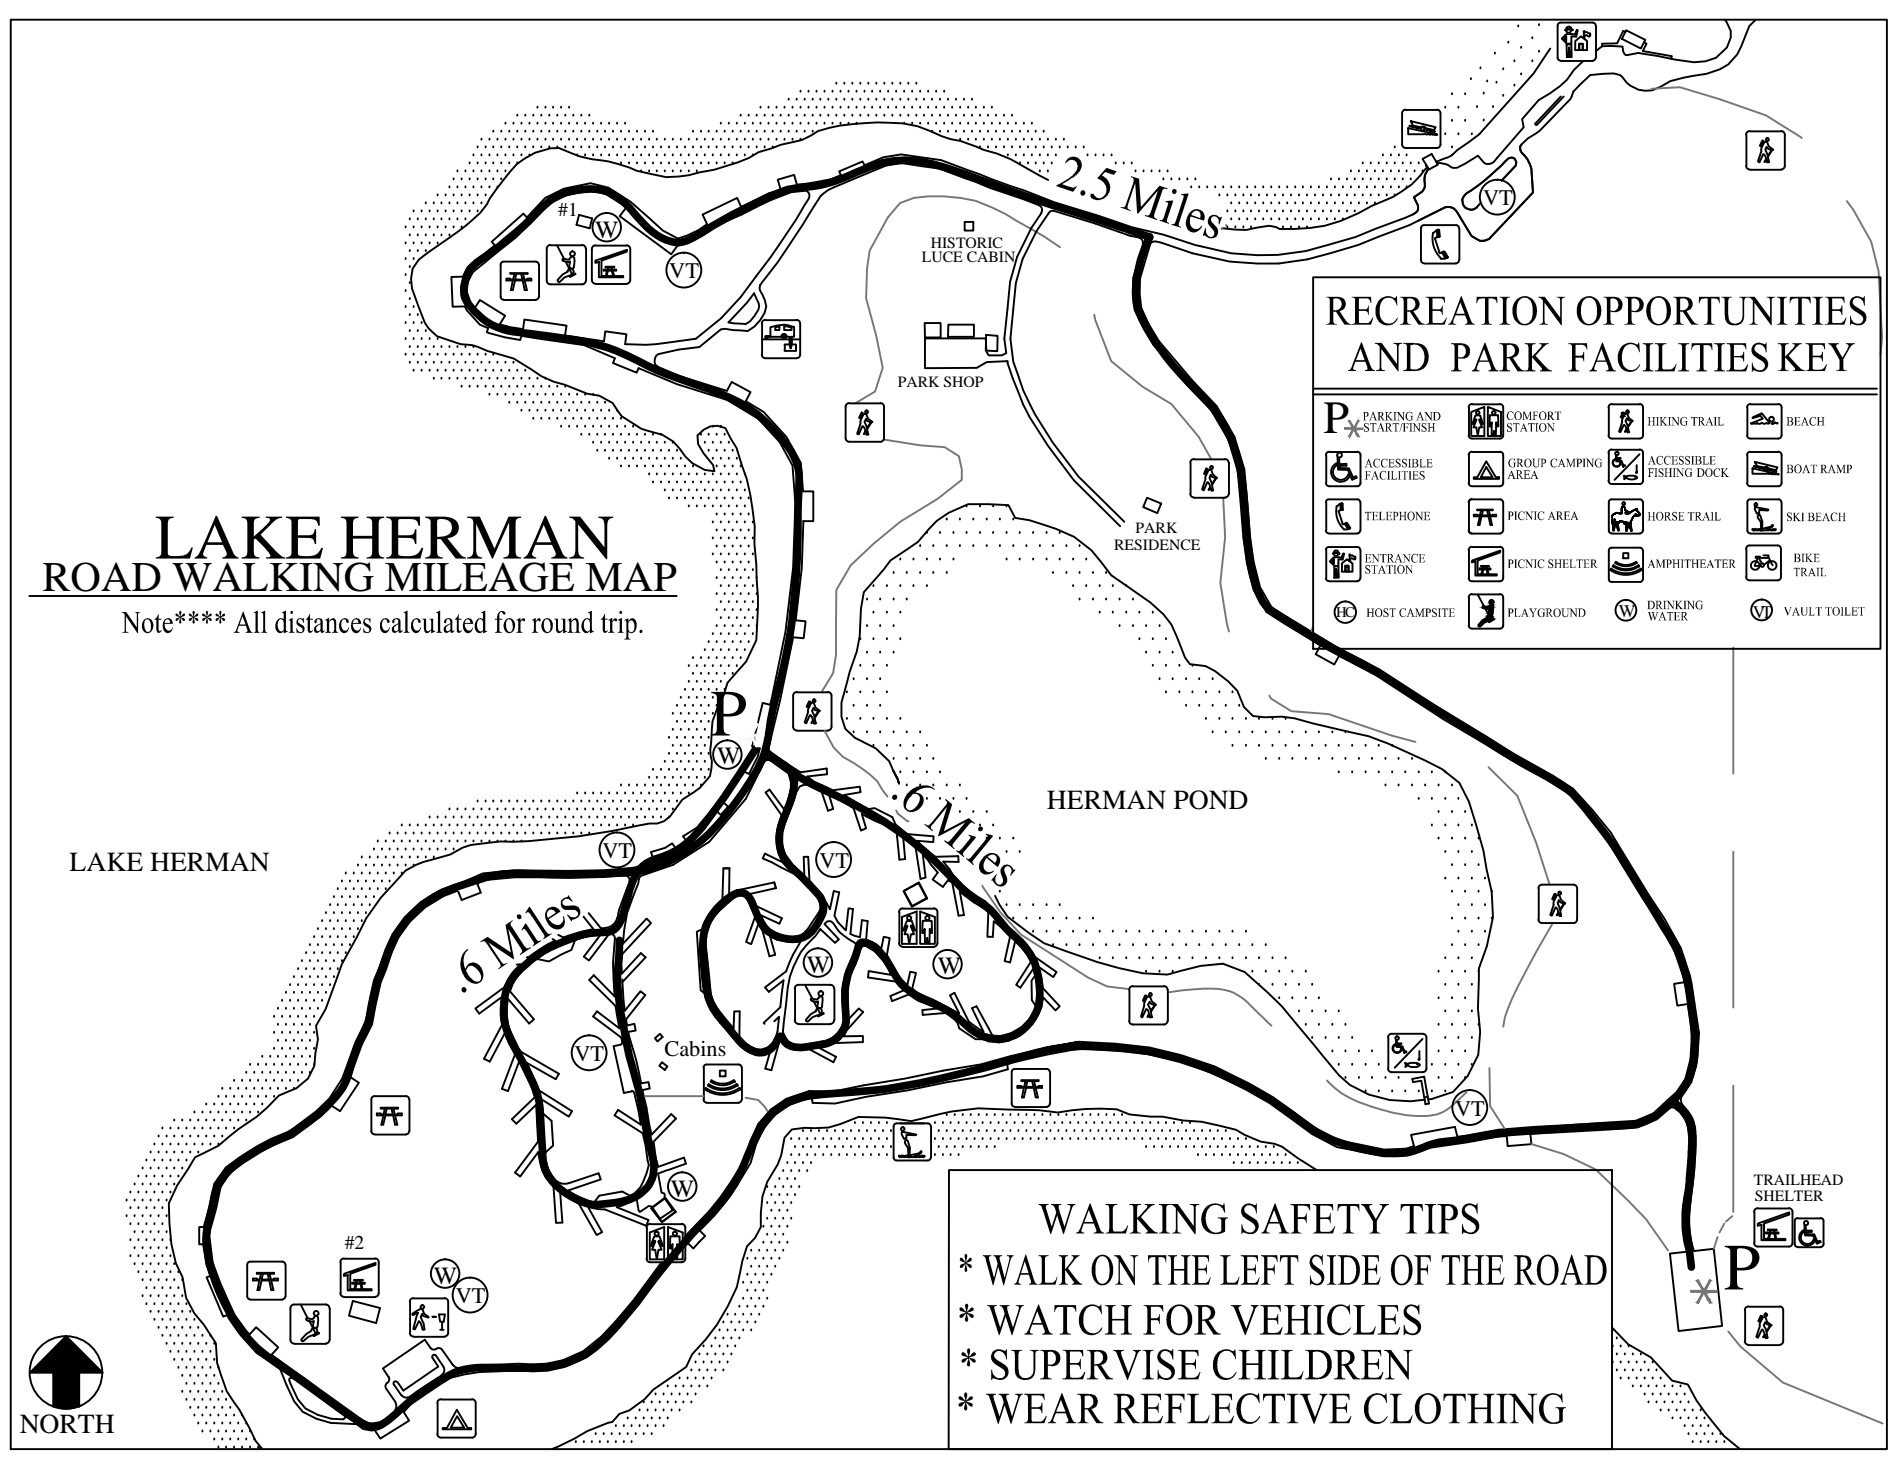 2.5 Miles
#1
W
VT
VT
HISTORIC
LUCE CABIN
PARK SHOP
PARK
RESIDENCE
RECREATION OPPORTUNITIES
AND PARK FACILITIES KEY
P PARKING AND
* START/FINSH
COMFORT
STATION
HIKING TRAIL
BEACH
ACCESSIBLE
FACILITIES
GROUP CAMPING
AREA
ACCESSIBLE
FISHING DOCK
BOAT RAMP
TELEPHONE
PICNIC AREA
HORSE TRAIL
SKI BEACH
ENTRANCE
STATION
PICNIC SHELTER
AMPHITHEATER
BIKE
TRAIL
HC HOST CAMPSITE
PLAYGROUND
W DRINKING
WATER
VT VAULT TOILET
LAKE HERMAN
ROAD WALKING MILEAGE MAP
Note**** All distances calculated for round trip.
P
W
HERMAN POND
.6 Miles
LAKE HERMAN
VT
VT
.6 Miles
W
W
VT
Cabins
VT
W
#2
W
VT
TRAILHEAD
SHELTER
P
*
WALKING SAFETY TIPS
* WALK ON THE LEFT SIDE OF THE ROAD
* WATCH FOR VEHICLES
* SUPERVISE CHILDREN
* WEAR REFLECTIVE CLOTHING
NORTH